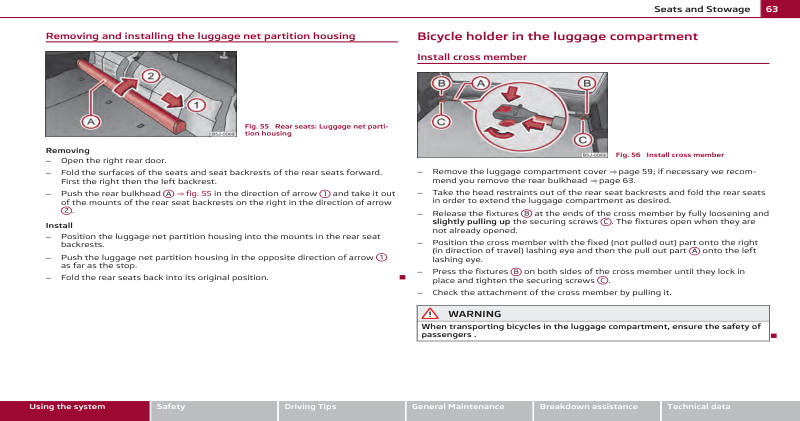 Seats and Stowage 63
Removing and installing the luggage net partition housing
A
2
1
B5J-0068
Fig. 55 Rear seats: Luggage net parti-
tion housing
Removing
– Open the right rear door.
– Fold the surfaces of the seats and seat backrests of the rear seats forward.
First the right then the left backrest.
– Push the rear bulkhead A ⇒ fig. 55 in the direction of arrow 1 and take it out
of the mounts of the rear seat backrests on the right in the direction of arrow
2.
Install
– Position the luggage net partition housing into the mounts in the rear seat
backrests.
– Push the luggage net partition housing in the opposite direction of arrow 1
as far as the stop.
– Fold the rear seats back into its original position.
Bicycle holder in the luggage compartment
Install cross member
B
A
B
C
C
B5J-0069
Fig. 56 Install cross member
– Remove the luggage compartment cover ⇒ page 59; if necessary we recom-
mend you remove the rear bulkhead ⇒ page 63.
– Take the head restraints out of the rear seat backrests and fold the rear seats
in order to extend the luggage compartment as desired.
– Release the fixtures B at the ends of the cross member by fully loosening and
slightly pulling up the securing screws C. The fixtures open when they are
not already opened.
– Position the cross member with the fixed (not pulled out) part onto the right
(in direction of travel) lashing eye and then the pull out part A onto the left
lashing eye.
– Press the fixtures B on both sides of the cross member until they lock in
place and tighten the securing screws C.
– Check the attachment of the cross member by pulling it.
WARNING
When transporting bicycles in the luggage compartment, ensure the safety of
passengers .
Using the system Safety Driving Tips General Maintenance Breakdown assistance Technical data